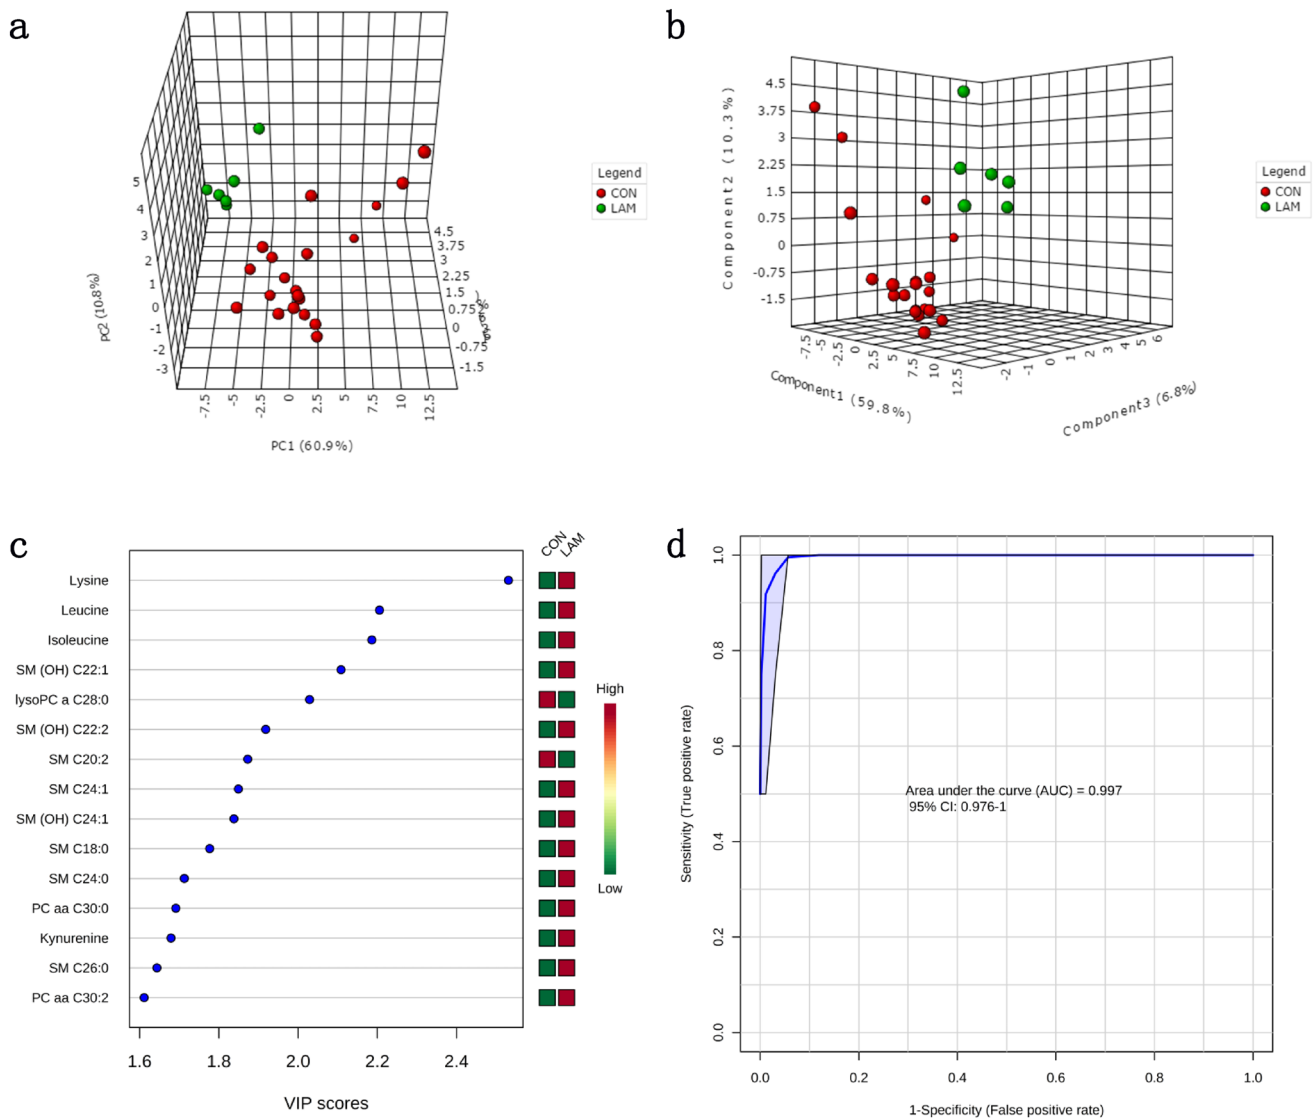 a
5
4
3
2
1
0
-1
-2
-3
PC2 (10.8%)
4.5
3.75
3
2.25
1.5
0.75
0
-0.75
-1.5
-7.5
-5
-2.5
0
2.5
5
7.5
10
12.5
PC1 (60.9%)
Legend
CON
LAM
b
Component2 (10.3%)
4.5
3.75
3
2.25
1.5
0.75
0
-0.75
-1.5
-7.5
-5
-2.5
0
2.5
5
7.5
10
12.5
Component1 (59.8%)
-2
-1
0
1
2
3
4
5
6
Component3 (6.8%)
Legend
CON
LAM
c
CON LAM
Lysine
Leucine
Isoleucine
SM (OH) C22:1
lysoPC a C28:0
SM (OH) C22:2
SM C20:2
SM C24:1
SM (OH) C24:1
SM C18:0
SM C24:0
PC aa C30:0
Kynurenine
SM C26:0
PC aa C30:2
1.6 1.8 2.0 2.2 2.4
VIP scores
High
Low
d
1.0
0.8
0.6
0.4
0.2
0.0
Sensitivity (True positive rate)
Area under the curve (AUC) = 0.997
95% CI: 0.976-1
0.0 0.2 0.4 0.6 0.8 1.0
1-Specificity (False positive rate)